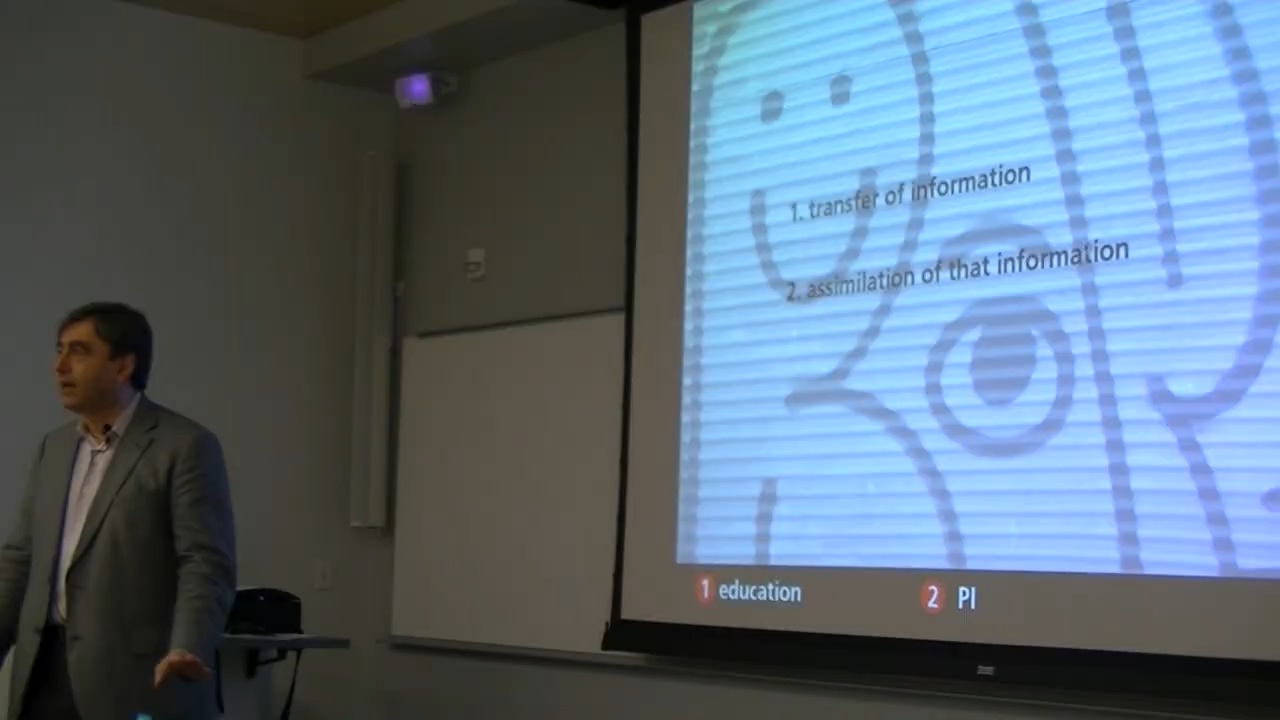 1. transfer of information
2. assimilation of that information
1 education 2 PI